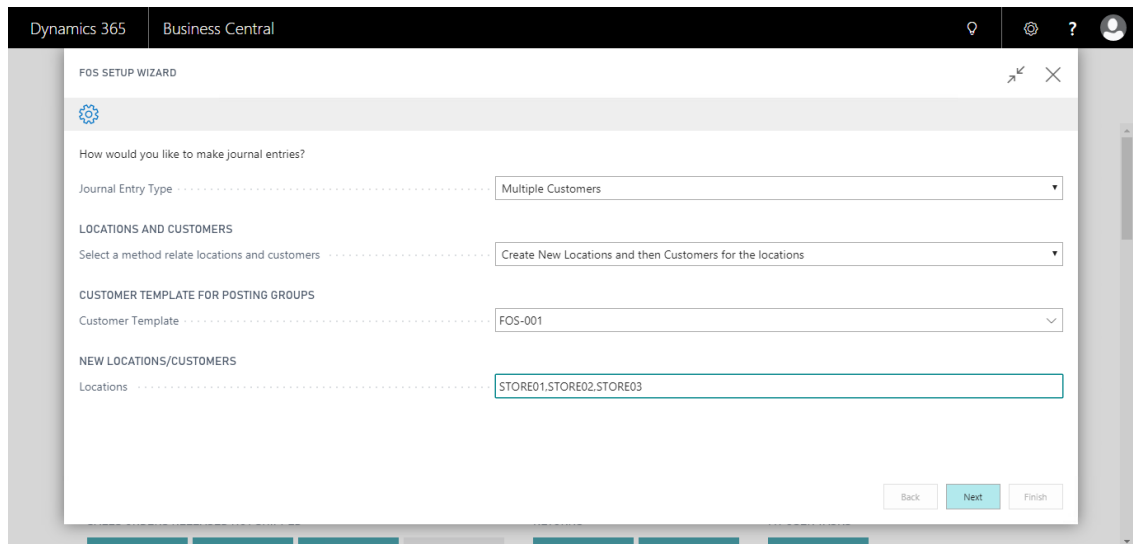 Dynamics 365 Business Central ?
FOS SETUP WIZARD
How would you like to make journal entries?
Journal Entry Type Multiple Customers
LOCATIONS AND CUSTOMERS
Select a method relate locations and customers Create New Locations and then Customers for the locations
CUSTOMER TEMPLATE FOR POSTING GROUPS
Customer Template FOS-001
NEW LOCATIONS/CUSTOMERS
Locations STORE01,STORE02,STORE03
Back Next Finish